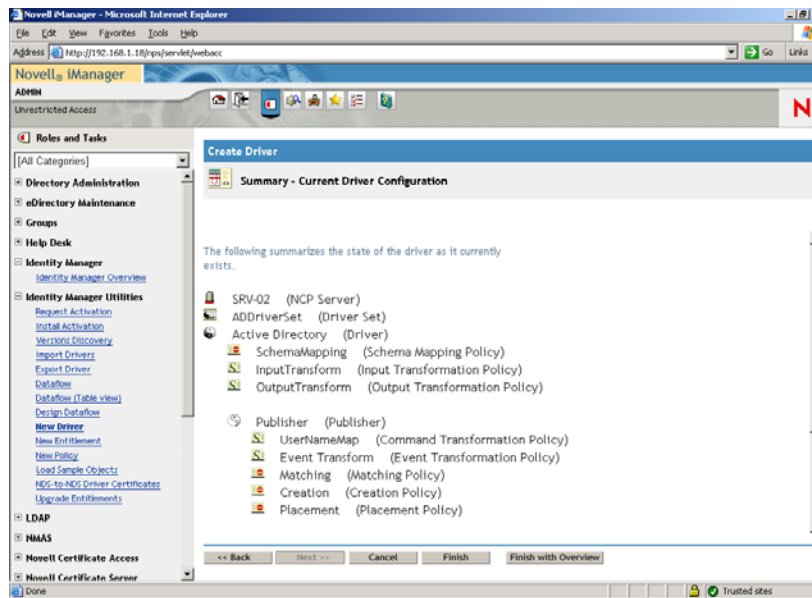 Novell iManager - Microsoft Internet Explorer
File Edit View Favorites Tools Help
Address http://192.168.1.18/nps/servlet/webacc Go Links
Novell® iManager
ADMIN
Unrestricted Access
N
Roles and Tasks
[All Categories]
Directory Administration
eDirectory Maintenance
Groups
Help Desk
Identity Manager
Identity Manager Overview
Identity Manager Utilities
Request Activation
Install Activation
Versions Discovery
Import Drivers
Export Driver
Dataflow
Dataflow (Table view)
Design Dataflow
New Driver
New Entitlement
New Policy
Load Sample Objects
NDS-to-NDS Driver Certificates
Upgrade Entitlements
LDAP
NMAS
Novell Certificate Access
Novell Certificate Server
Create Driver
Summary - Current Driver Configuration
The following summarizes the state of the driver as it currently
exists.
SRV-02 (NCP Server)
ADDriverSet (Driver Set)
Active Directory (Driver)
SchemaMapping (Schema Mapping Policy)
InputTransform (Input Transformation Policy)
OutputTransform (Output Transformation Policy)
Publisher (Publisher)
UserNameMap (Command Transformation Policy)
Event Transform (Event Transformation Policy)
Matching (Matching Policy)
Creation (Creation Policy)
Placement (Placement Policy)
<< Back Next >> Cancel Finish Finish with Overview
Done Trusted sites